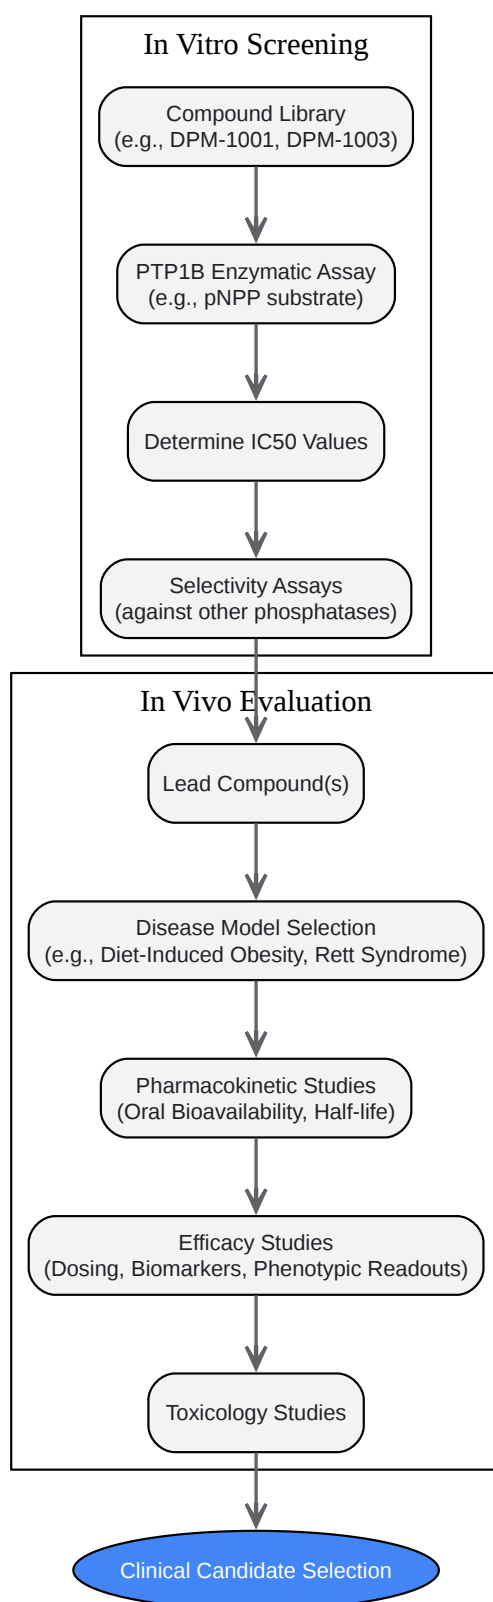 In Vitro Screening
Compound Library
(e.g., DPM-1001, DPM-1003)
PTP1B Enzymatic Assay
(e.g., pNPP substrate)
Determine IC50 Values
Selectivity Assays
(against other phosphatases)
In Vivo Evaluation
Lead Compound(s)
Disease Model Selection
(e.g., Diet-Induced Obesity, Rett Syndrome)
Pharmacokinetic Studies
(Oral Bioavailability, Half-life)
Efficacy Studies
(Dosing, Biomarkers, Phenotypic Readouts)
Toxicology Studies
Clinical Candidate Selection